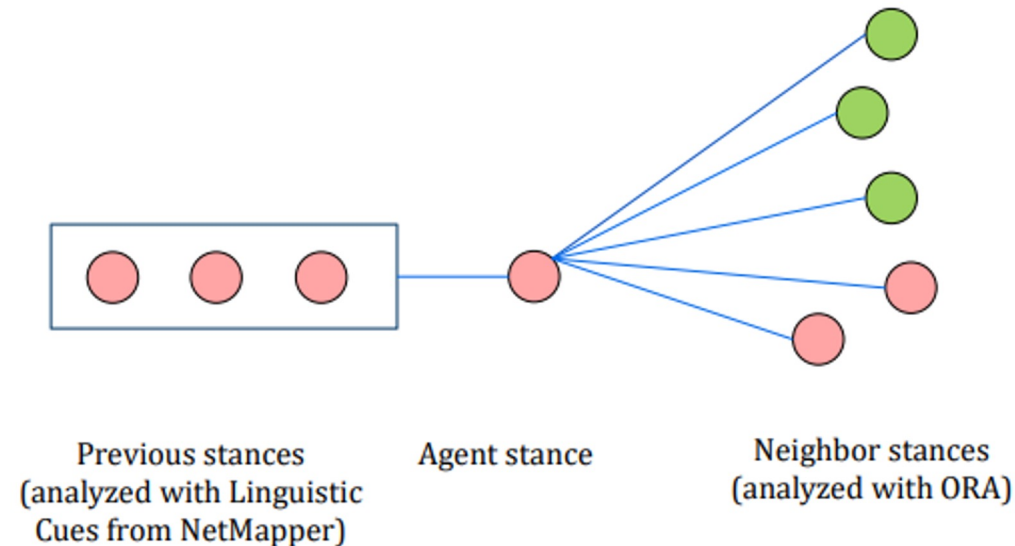 Previous stances
(analyzed with Linguistic
Cues from NetMapper)
Agent stance
Neighbor stances
(analyzed with ORA)